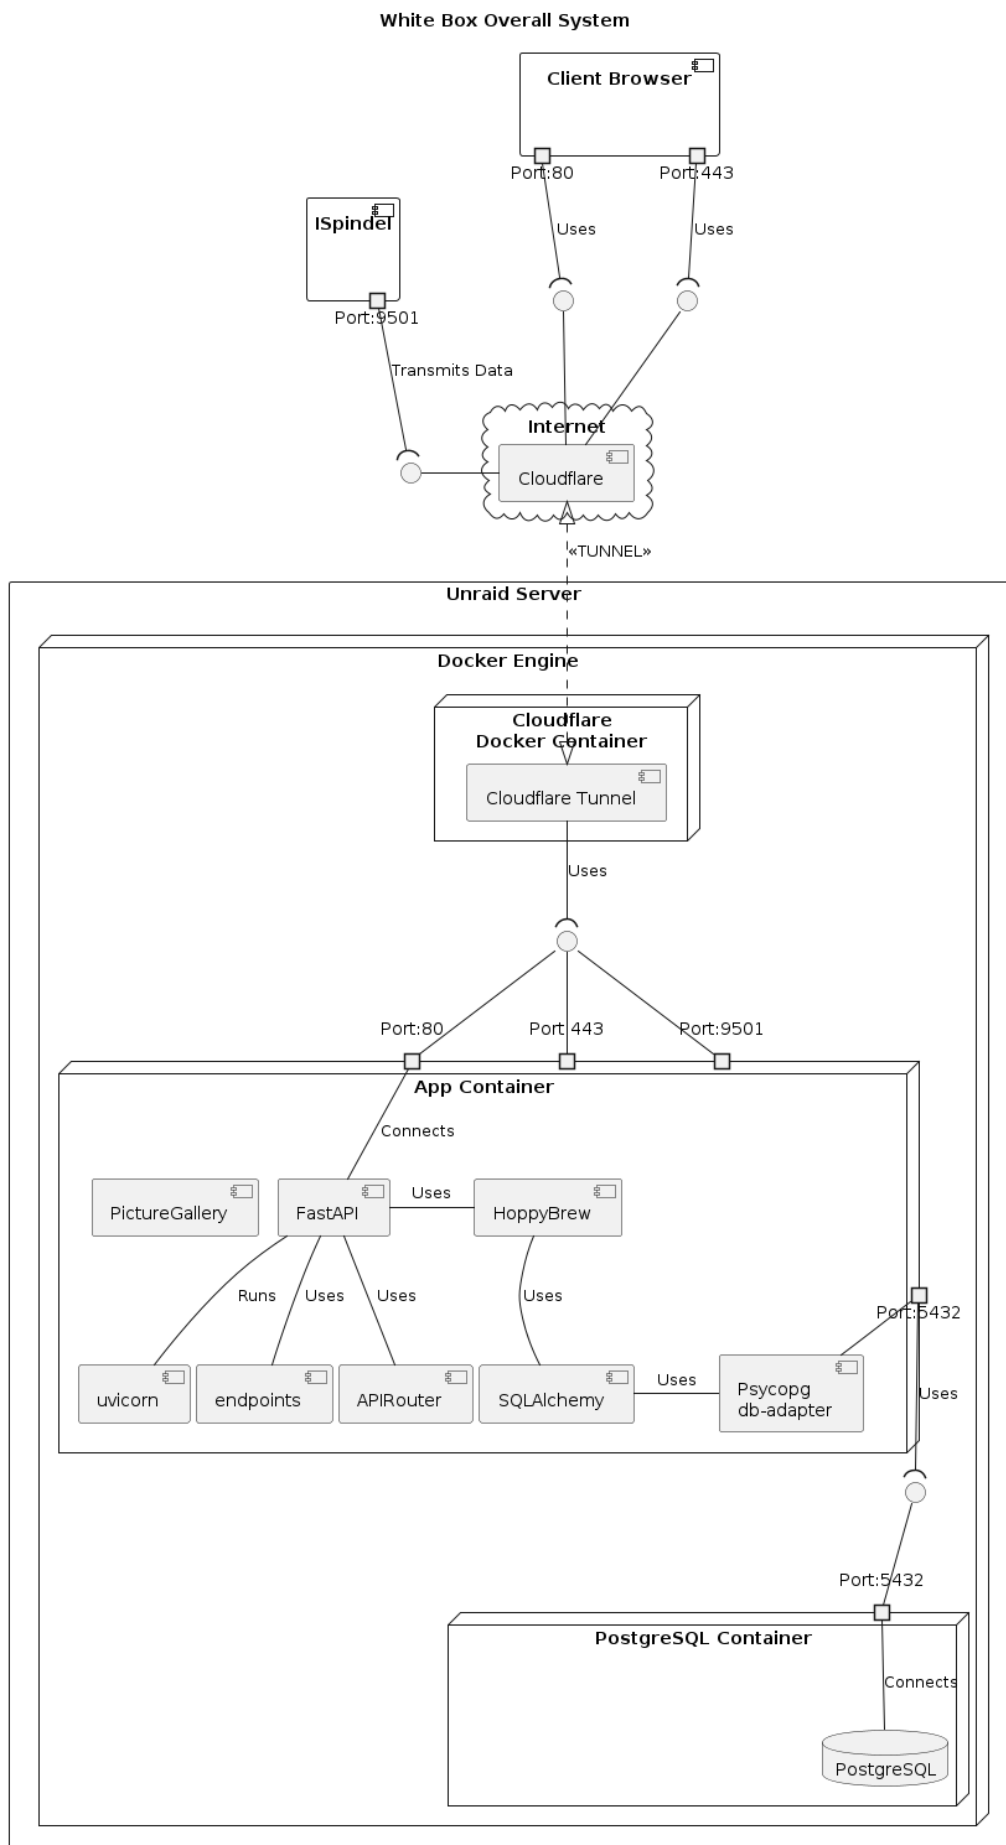 White Box Overall System
Client Browser
Port:80
Port:443
ISpindel
Uses
Uses
Port:9501
Transmits Data
Internet
Cloudflare
«TUNNEL»
Unraid Server
Docker Engine
Cloudflare
Docker Container
Cloudflare Tunnel
Uses
Port:80
Port:443
Port:9501
App Container
Connects
PictureGallery
FastAPI
Uses
HoppyBrew
Runs
Uses
Uses
Uses
Port:5432
uvicorn
endpoints
APIRouter
SQLAlchemy
Uses
Psycopg
db-adapter
Uses
Port:5432
PostgreSQL Container
Connects
PostgreSQL